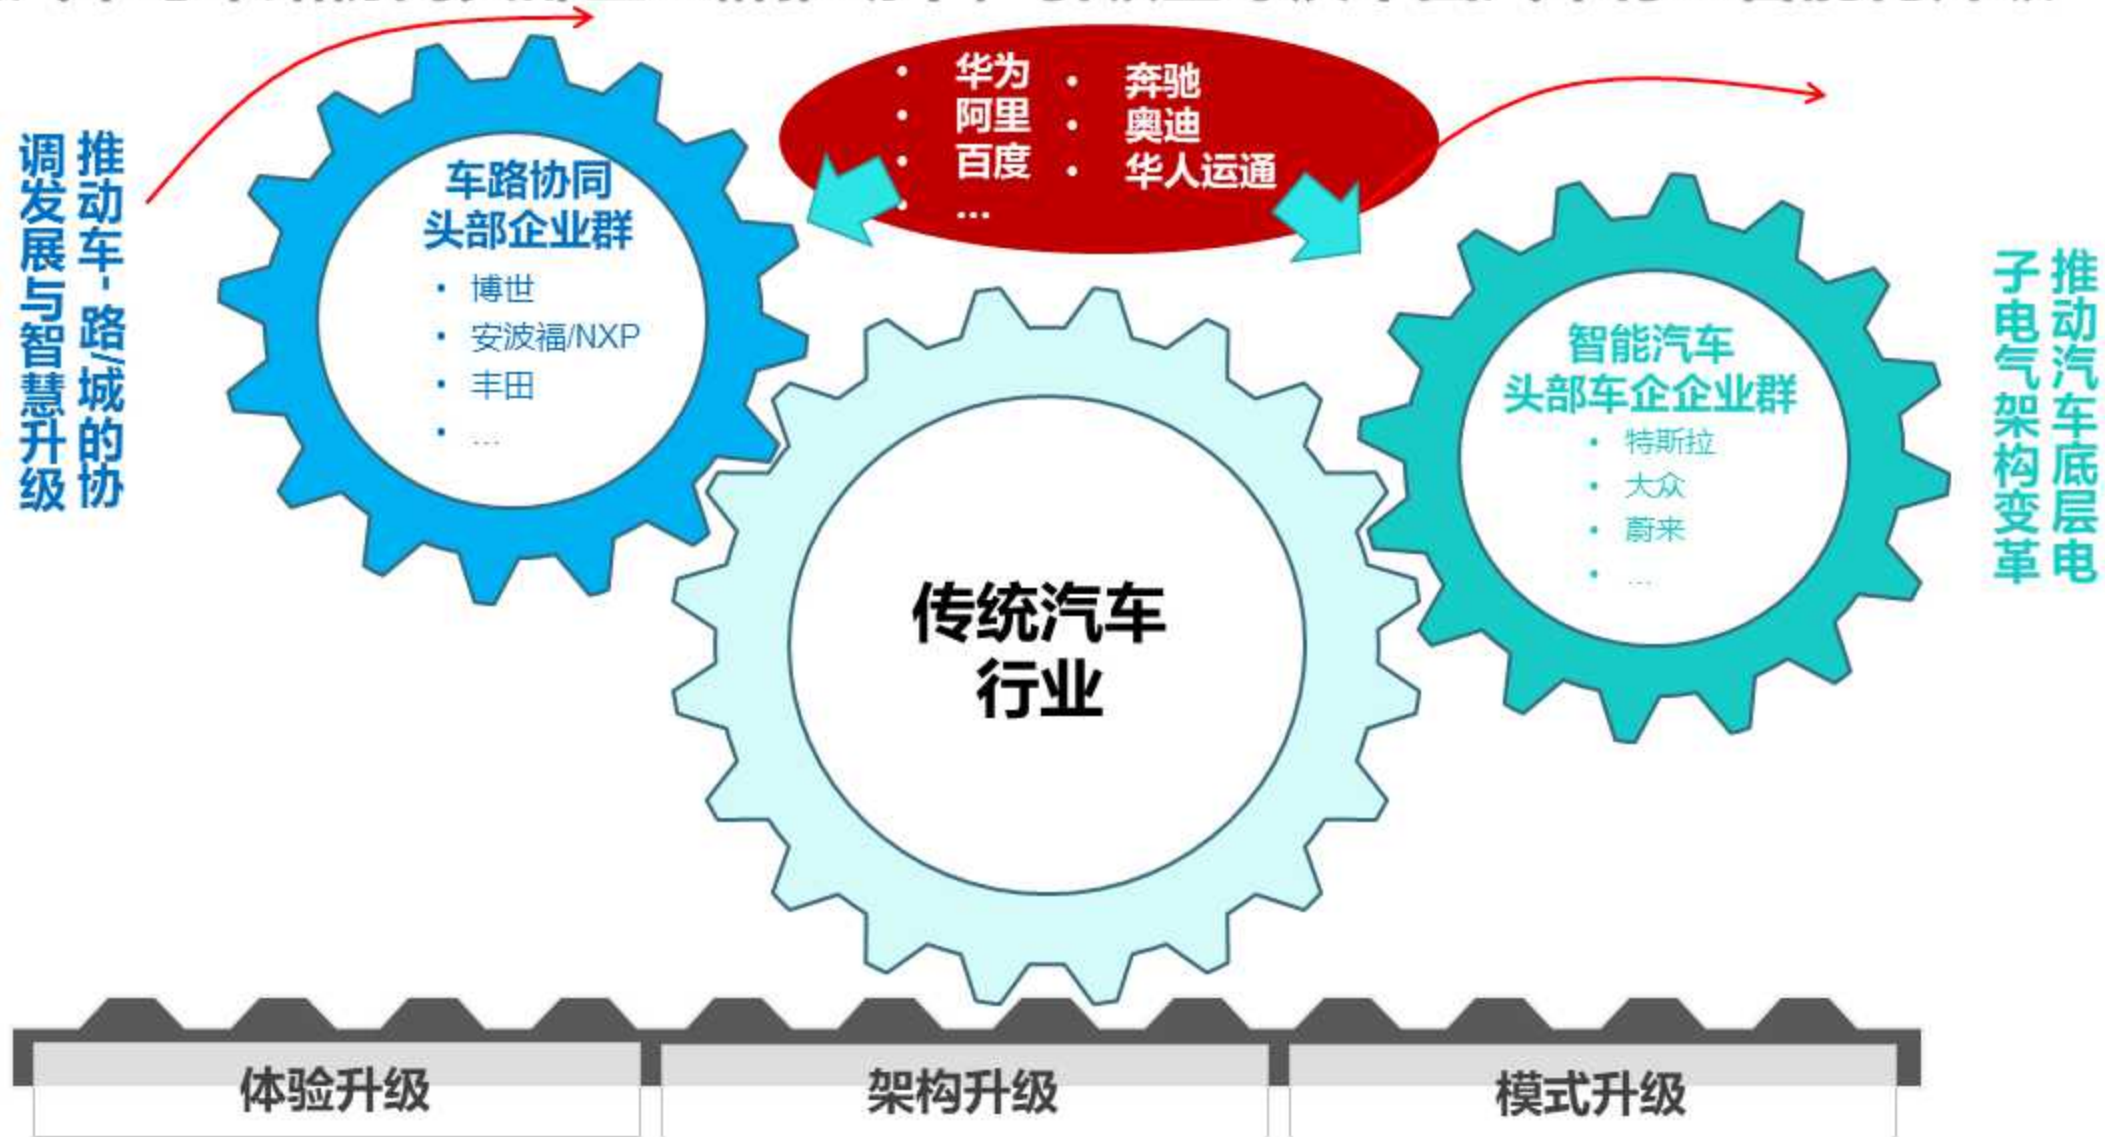 推动车-路/城的协
调发展与智慧升级
车路协同
头部企业群
• 博世
• 安波福/NXP
• 丰田
• ...
• 华为
• 阿里
• 百度
• ...
• 奔驰
• 奥迪
• 华人运通
传统汽车
行业
智能汽车
头部车企企业群
• 特斯拉
• 大众
• 蔚来
• ...
推动汽车底层电
子电气架构变革
体验升级
架构升级
模式升级